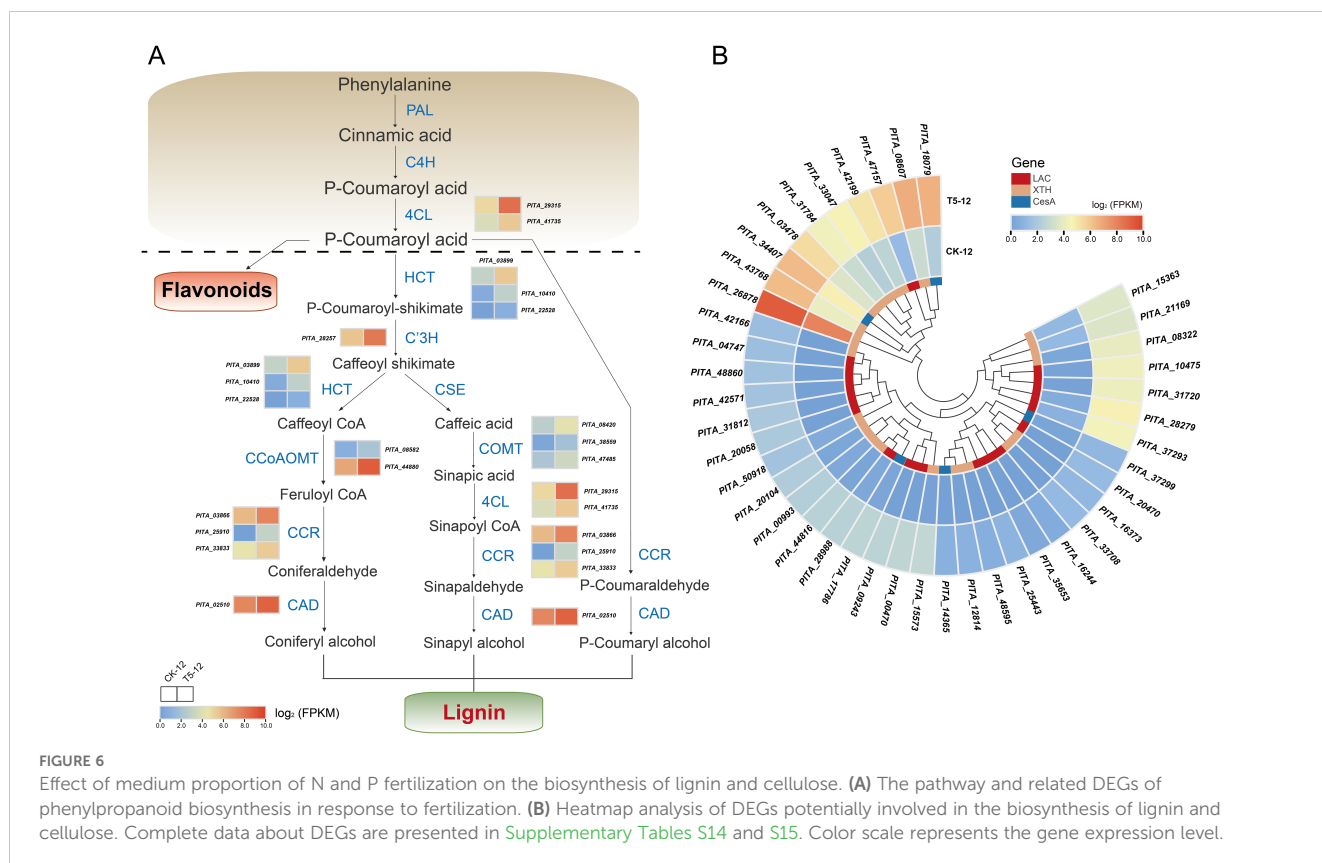 A
Phenylalanine
PAL
Cinnamic acid
C4H
P-Coumaroyl acid
4CL
PITA_29315
PITA_41735
P-Coumaroyl acid
Flavonoids
HCT
PITA_03899
PITA_10410
PITA_22528
P-Coumaroyl-shikimate
PITA_28257
C'3H
Caffeoyl shikimate
PITA_03899
PITA_10410
PITA_22528
HCT
CSE
Caffeoyl CoA
Caffeic acid
CCoAOMT
PITA_08582
PITA_44880
COMT
PITA_08420
PITA_38559
PITA_47485
Sinapic acid
Feruloyl CoA
4CL
PITA_29315
PITA_41735
Sinapoyl CoA
PITA_03866
PITA_25910
PITA_33833
CCR
CCR
PITA_03866
PITA_25910
PITA_33833
CCR
Coniferaldehyde
Sinapaldehyde
P-Coumaraldehyde
PITA_02510
CAD
CAD
PITA_02510
CAD
Coniferyl alcohol
Sinapyl alcohol
P-Coumaryl alcohol
Lignin
CK-12
T5-12
log₂ (FPKM)
0.0 2.0 4.0 6.0 8.0 10.0
B
PITA_18079
PITA_08607
PITA_47157
PITA_42199
PITA_33047
PITA_31784
PITA_03478
PITA_34407
PITA_43768
PITA_26878
PITA_42166
PITA_04747
PITA_48860
PITA_42571
PITA_31812
PITA_20058
PITA_50918
PITA_20104
PITA_00993
PITA_44816
PITA_28988
PITA_17786
PITA_09243
PITA_00470
PITA_15573
PITA_14365
PITA_12814
PITA_48595
PITA_25443
PITA_35653
PITA_16244
PITA_33708
PITA_16373
PITA_20470
PITA_37299
PITA_37293
PITA_28279
PITA_31720
PITA_10475
PITA_08322
PITA_21169
PITA_15363
T5-12
CK-12
Gene
LAC
XTH
CesA
log₂ (FPKM)
0.0 2.0 4.0 6.0 8.0 10.0
FIGURE 6
Effect of medium proportion of N and P fertilization on the biosynthesis of lignin and cellulose. (A) The pathway and related DEGs of
phenylpropanoid biosynthesis in response to fertilization. (B) Heatmap analysis of DEGs potentially involved in the biosynthesis of lignin and
cellulose. Complete data about DEGs are presented in Supplementary Tables S14 and S15. Color scale represents the gene expression level.